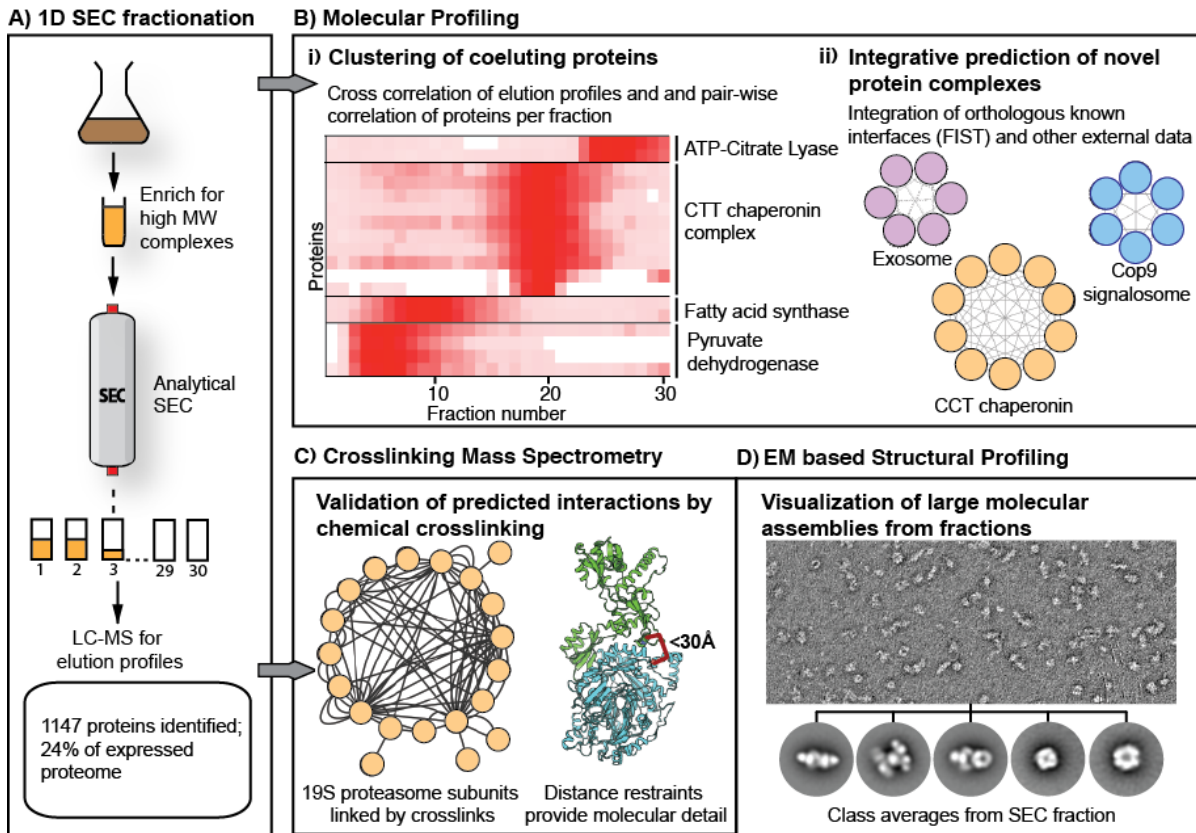 A) 1D SEC fractionation
Enrich for
high MW
complexes
SEC
Analytical
SEC
1 2 3 29 30
LC-MS for
elution profiles
1147 proteins identified;
24% of expressed
proteome
B) Molecular Profiling
i) Clustering of coeluting proteins
Cross correlation of elution profiles and and pair-wise
correlation of proteins per fraction
Proteins
ATP-Citrate Lyase
CTT chaperonin
complex
Fatty acid synthase
Pyruvate
dehydrogenase
10 20 30
Fraction number
ii) Integrative prediction of novel
protein complexes
Integration of orthologous known
interfaces (FIST) and other external data
Exosome
Cop9
signalosome
CCT chaperonin
C) Crosslinking Mass Spectrometry
Validation of predicted interactions by
chemical crosslinking
<30Å
19S proteasome subunits
linked by crosslinks
Distance restraints
provide molecular detail
D) EM based Structural Profiling
Visualization of large molecular
assemblies from fractions
Class averages from SEC fraction